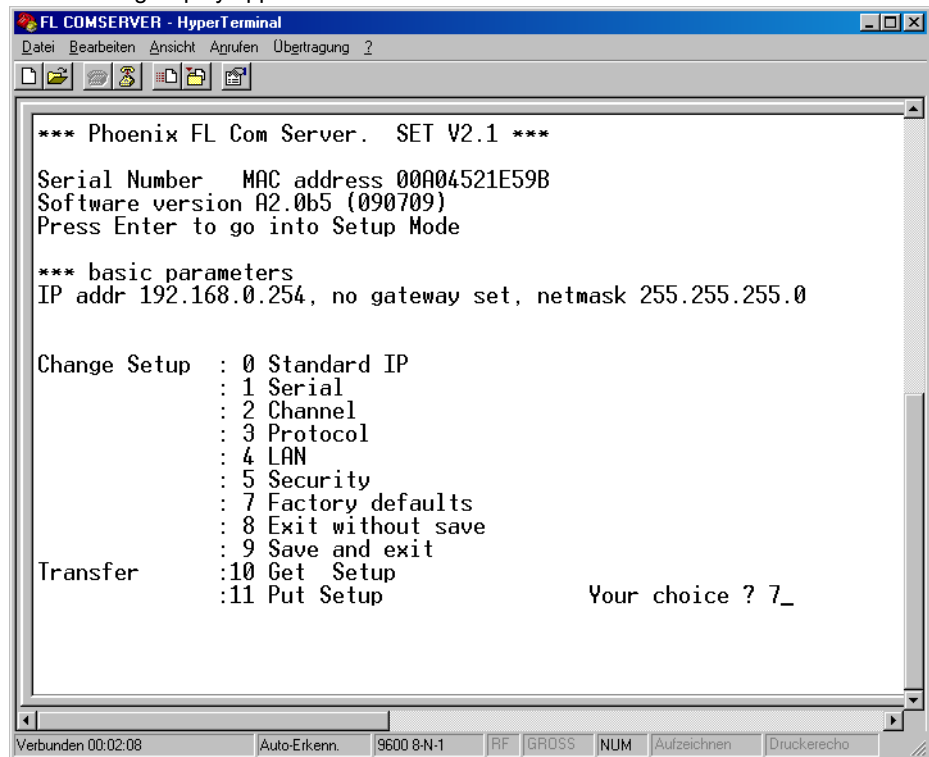 FL COMSERVER - HyperTerminal
Datei Bearbeiten Ansicht Anrufen Übertragung ?
*** Phoenix FL Com Server. SET V2.1 ***
Serial Number MAC address 00A04521E59B
Software version A2.0b5 (090709)
Press Enter to go into Setup Mode
*** basic parameters
IP addr 192.168.0.254, no gateway set, netmask 255.255.255.0
Change Setup : 0 Standard IP
: 1 Serial
: 2 Channel
: 3 Protocol
: 4 LAN
: 5 Security
: 7 Factory defaults
: 8 Exit without save
: 9 Save and exit
Transfer :10 Get Setup
:11 Put Setup Your choice ? 7_
Verbunden 00:02:08 Auto-Erkenn. 9600 8-N-1 RF GROSS NUM Aufzeichnen Druckerecho